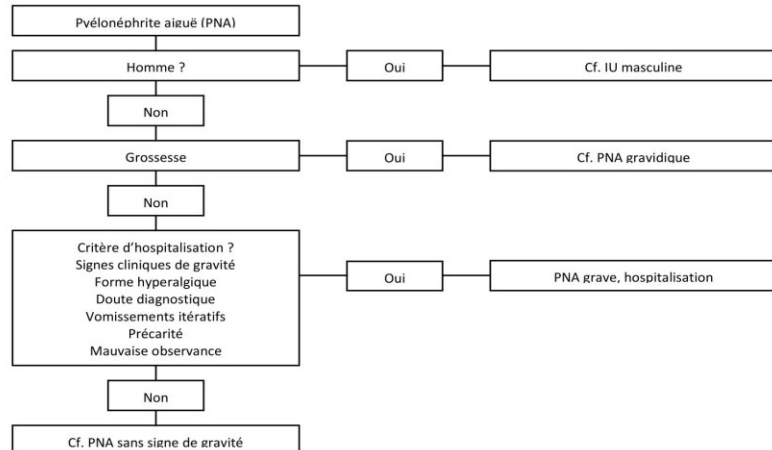 Pyélonéphrite aiguë (PNA)
Homme ?
Oui
Cf. IU masculine
Non
Grossesse
Oui
Cf. PNA gravidique
Non
Critère d'hospitalisation ?
Signes cliniques de gravité
Forme hyperalgique
Doute diagnostique
Vomissements itératifs
Précarité
Mauvaise observance
Oui
PNA grave, hospitalisation
Non
Cf. PNA sans signe de gravité